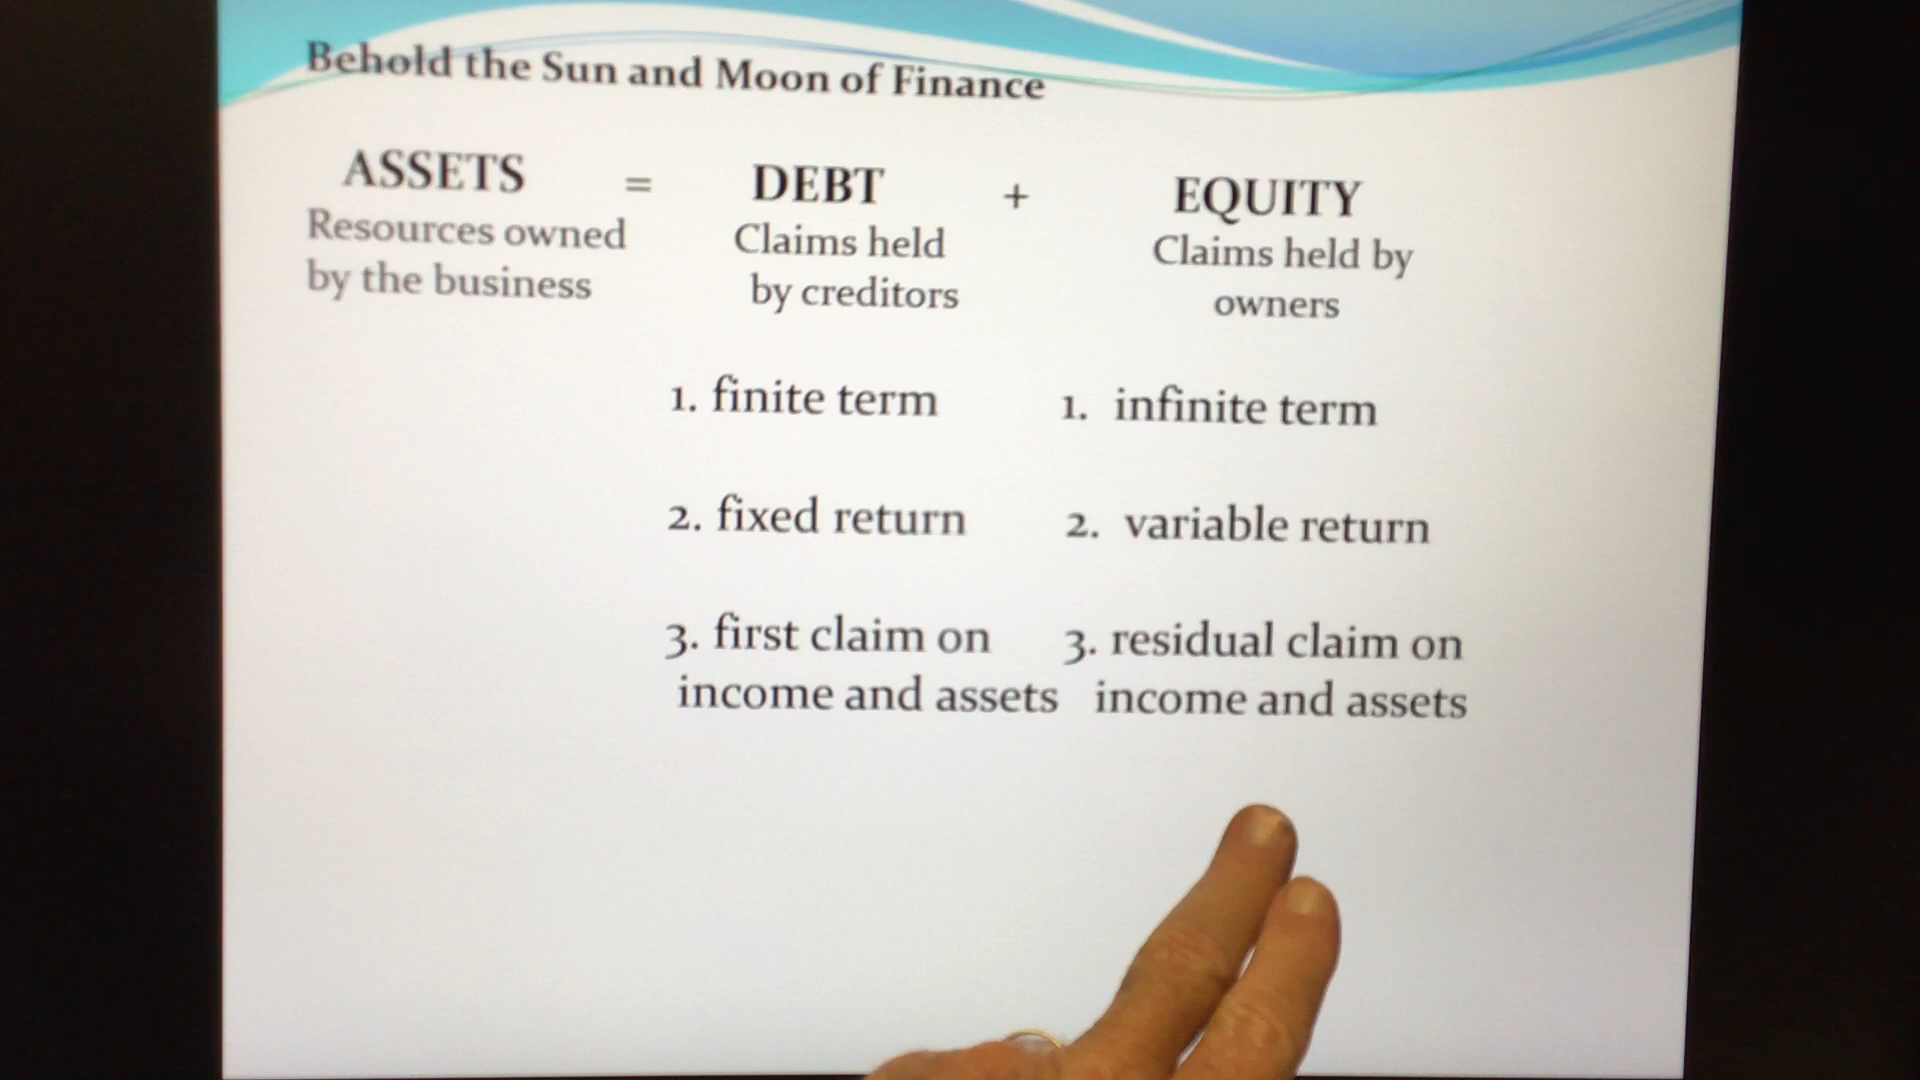 Behold the Sun and Moon of Finance
ASSETS = DEBT + EQUITY
Resources owned Claims held Claims held by
by the business by creditors owners
1. finite term 1. infinite term
2. fixed return 2. variable return
3. first claim on 3. residual claim on
income and assets income and assets